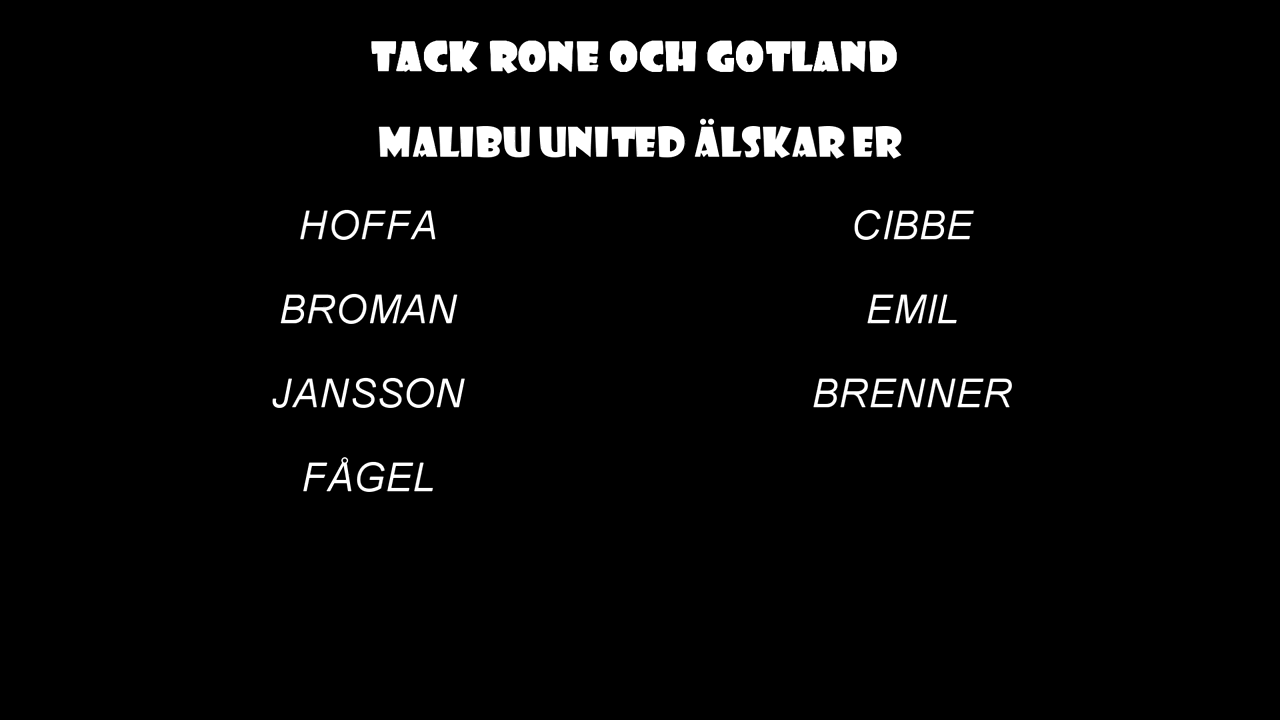 TACK RONE OCH GOTLAND
MALIBU UNITED ÄLSKAR ER
HOFFA CIBBE
BROMAN EMIL
JANSSON BRENNER
FÅGEL